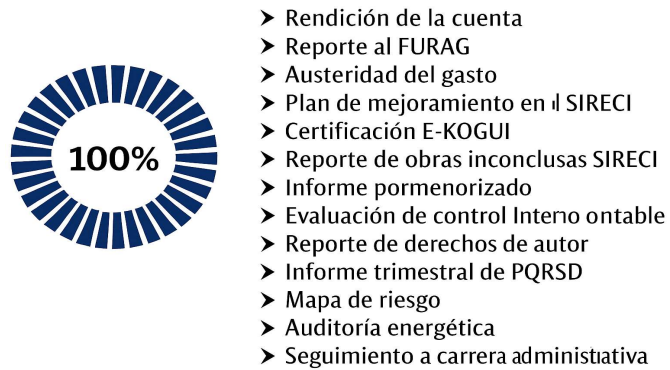 100%
Rendición de la cuenta
Reporte al FURAG
Austeridad del gasto
Plan de mejoramiento en el SIRECI
Certificación E-KOGUI
Reporte de obras inconclusas SIRECI
Informe pormenorizado
Evaluación de control Interno ontable
Reporte de derechos de autor
Informe trimestral de PQRSD
Mapa de riesgo
Auditoría energética
Seguimiento a carrera administrativa